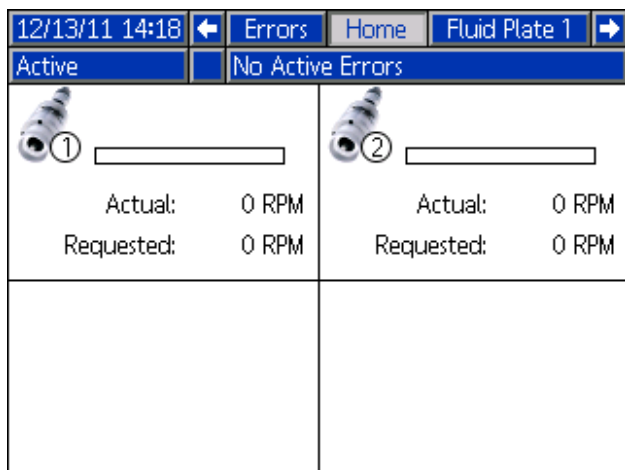 12/13/11 14:18 Errors Home Fluid Plate 1
Active No Active Errors
1 2
Actual: 0 RPM Actual: 0 RPM
Requested: 0 RPM Requested: 0 RPM